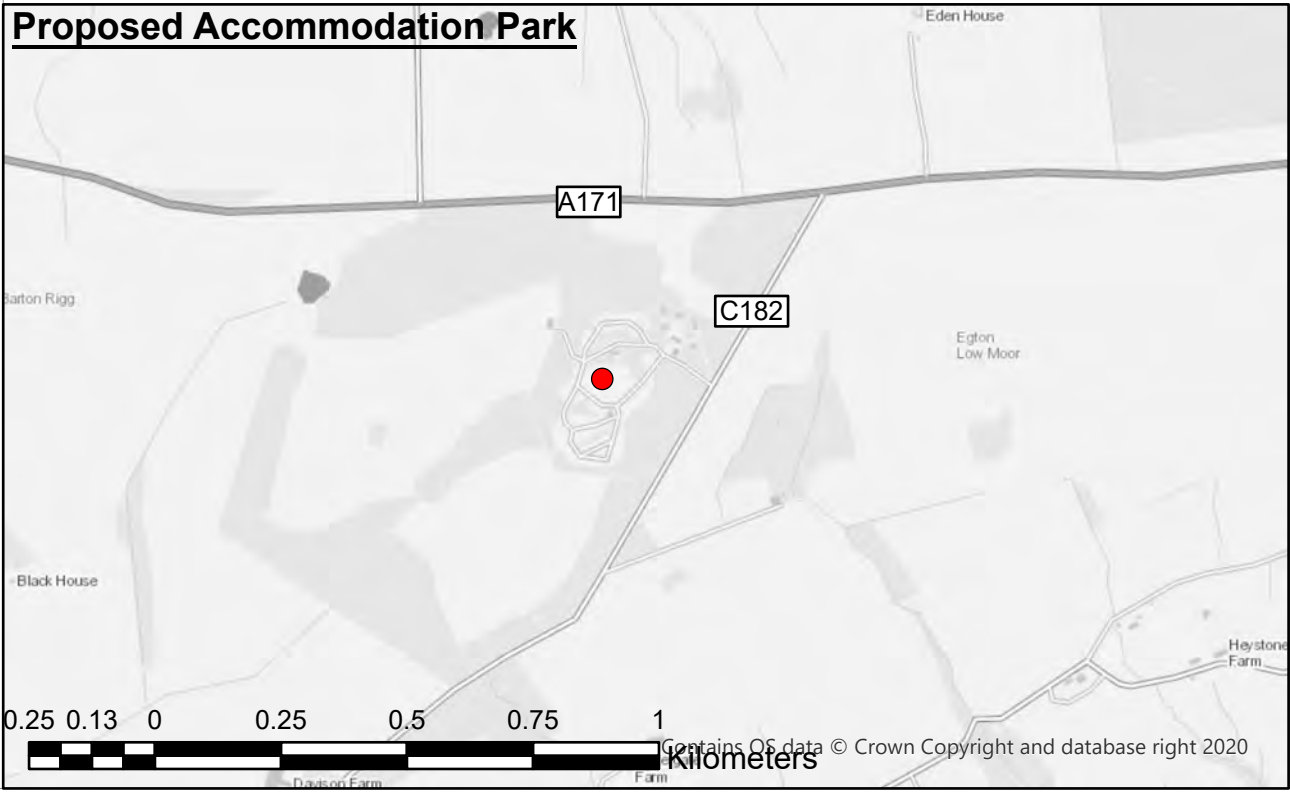 Proposed Accommodation Park
Eden House
A171
Barton Rigg
C182
Egton
Low Moor
Black House
Heystone
Farm
0.25 0.13 0 0.25 0.5 0.75 1
Kilometers
Contains OS data © Crown Copyright and database right 2020
Davison Farm
Farm